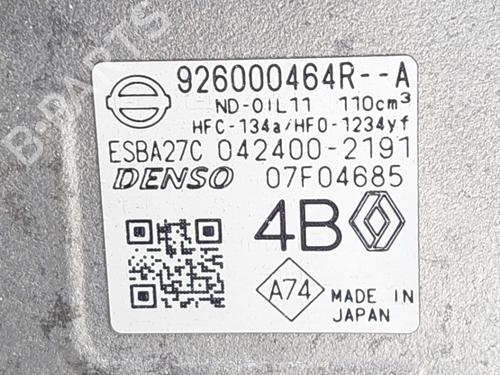 926000464R--A
ND-OIL11 110cm³
HFC-134a/HFO-1234yf
ESBA27C 042400-2191
DENSO 07F04685
4B
A74
MADE IN
JAPAN
B-PARTS